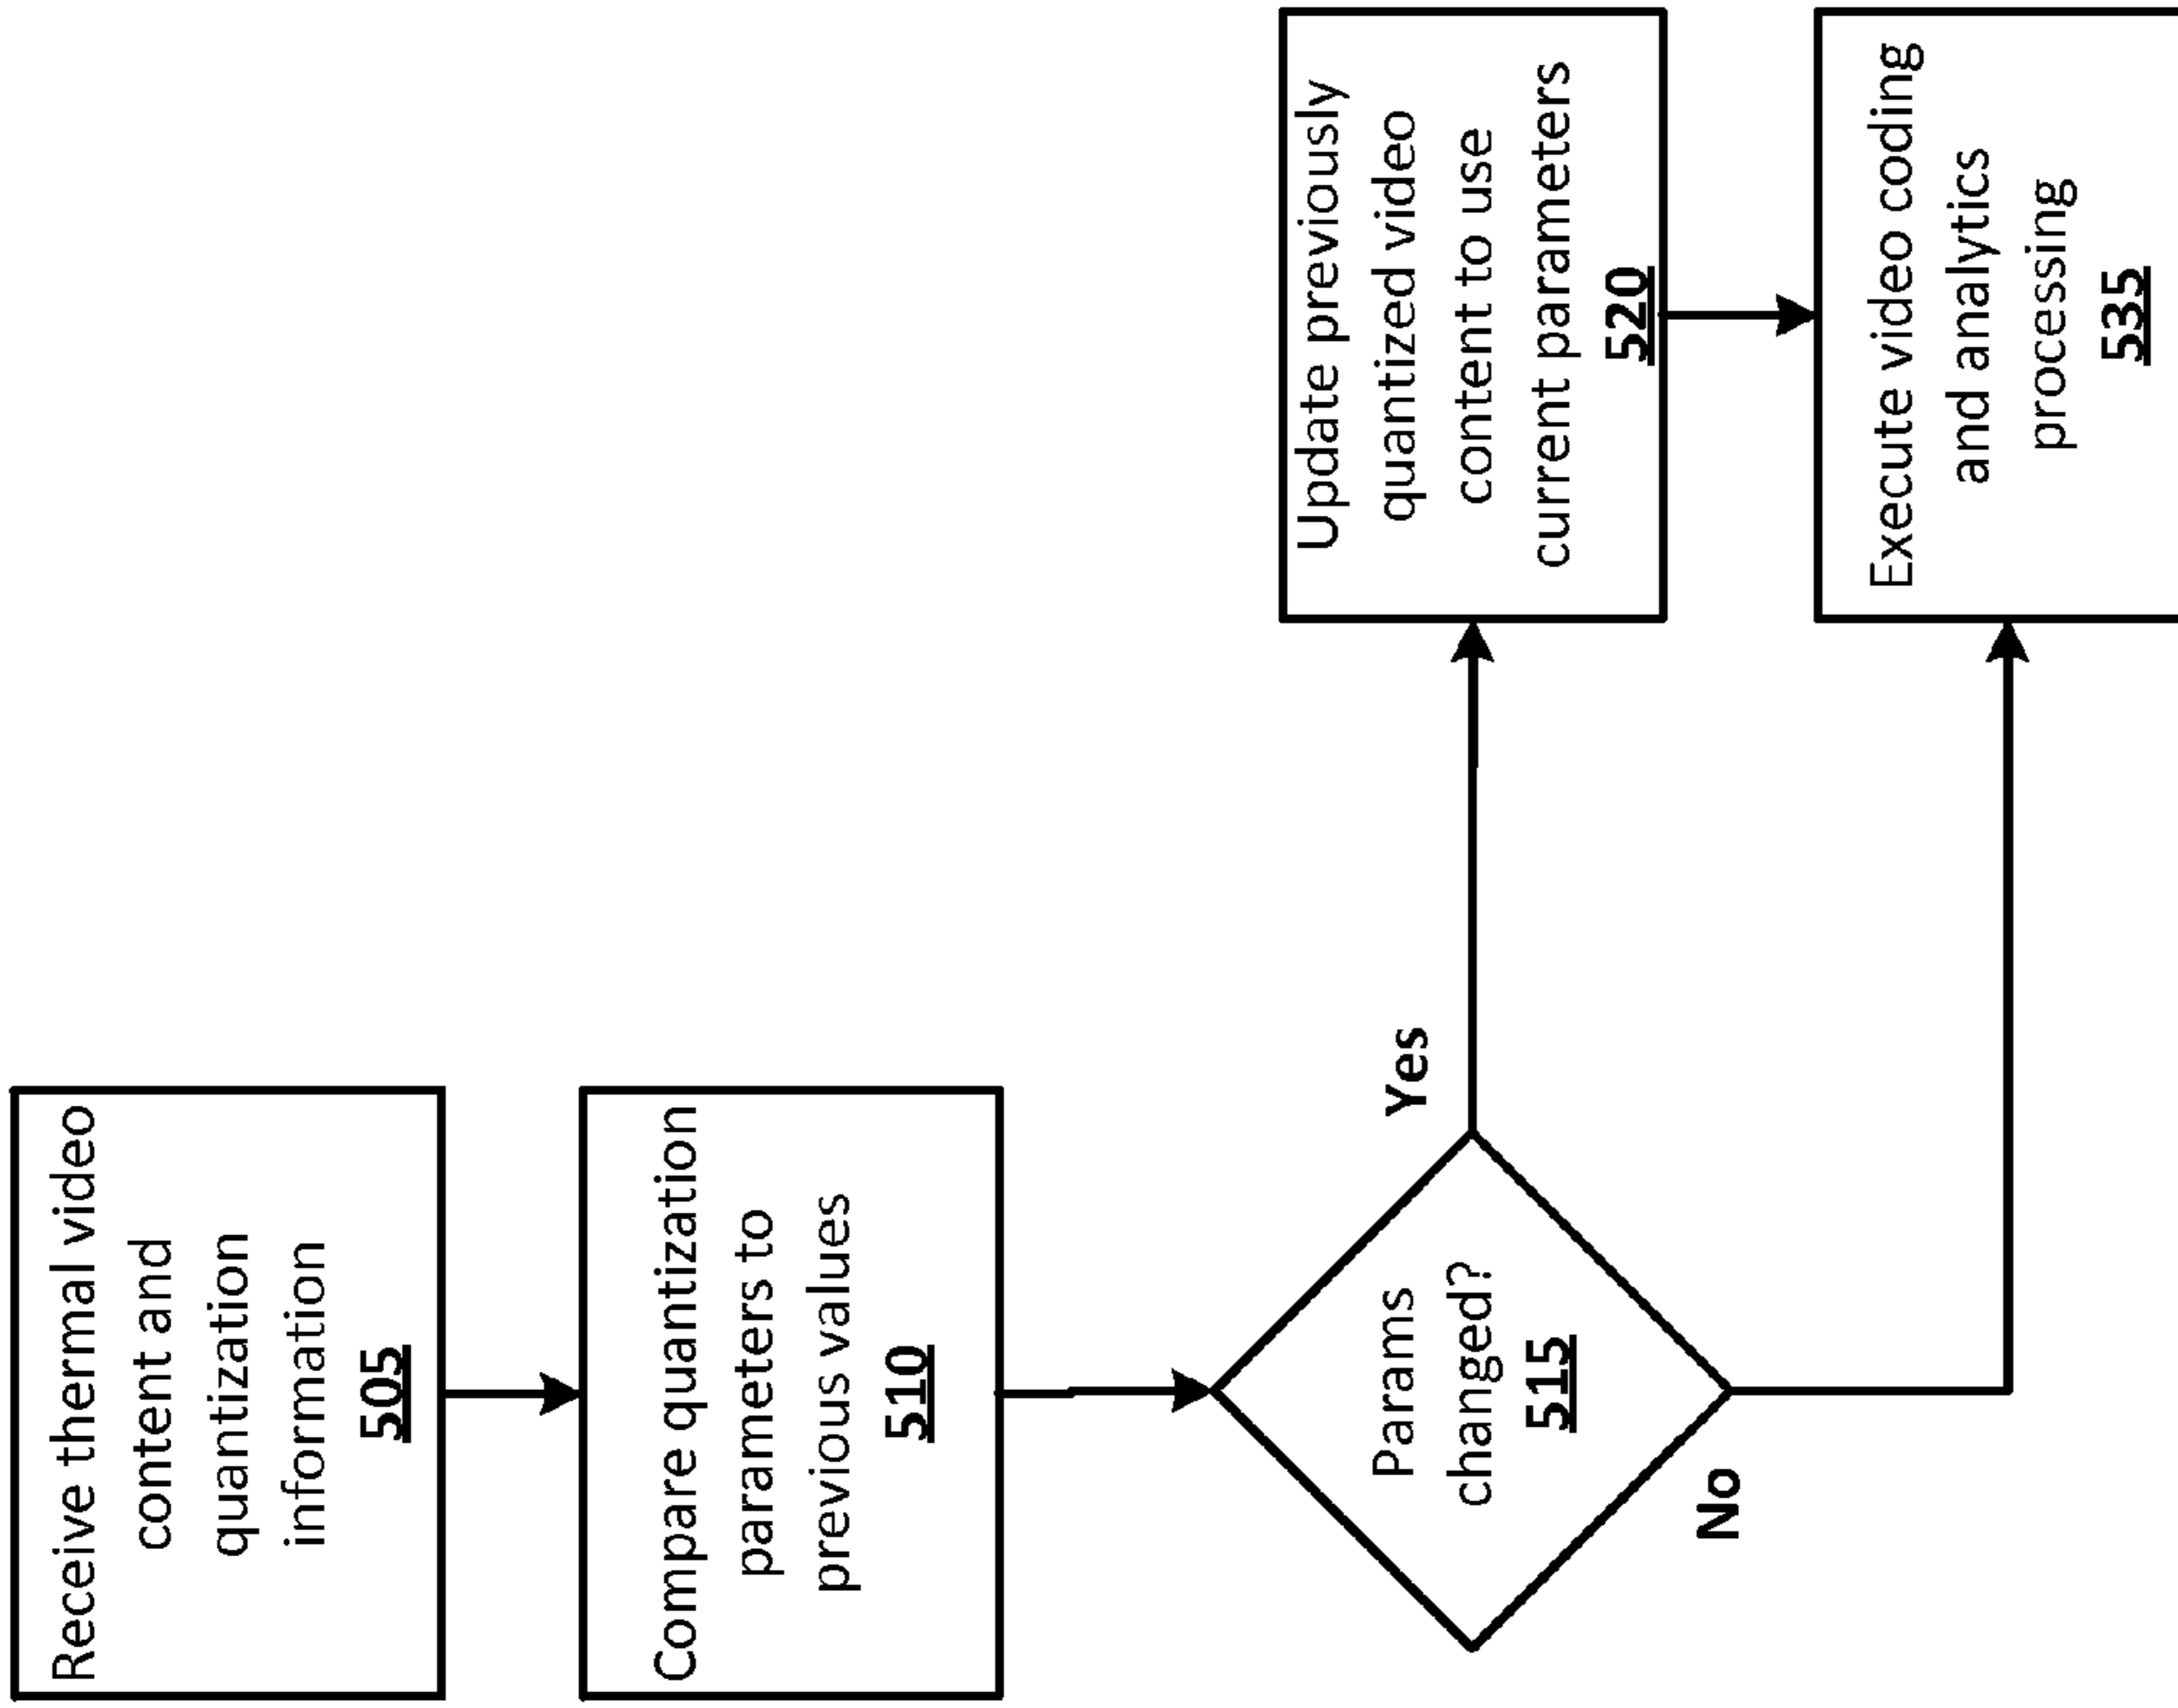 Receive thermal video
content and
quantization
information
505
Compare quantization
parameters to
previous values
510
Params
changed?
515
Yes
No
Update previously
quantized video
content to use
current parameters
520
Execute video coding
and analytics
processing
535